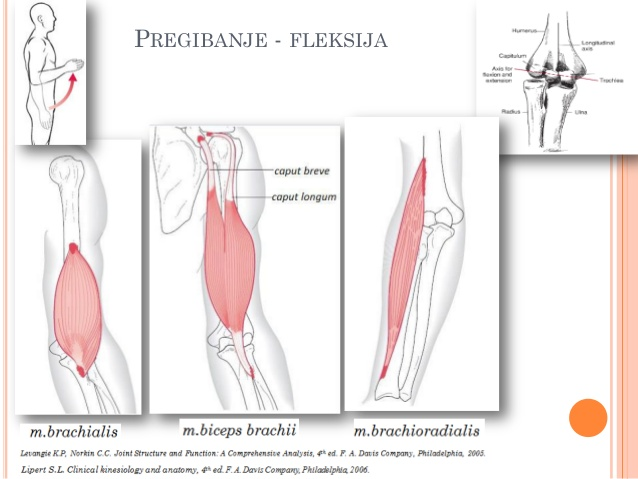 PREGIBANJE - FLEKSIJA
Humerus
Longitudinal
axis
Capitulum
Axis for
flexion and
extension
Trochlea
Radius
Ulna
caput breve
caput longum
m.brachialis
m.biceps brachii
m.brachioradialis
Levangie K.P, Norkin C.C. Joint Structure and Function: A Comprehensive Analysis, 4th ed. F. A. Davis Company, Philadelphia, 2005.
Lipert S.L. Clinical kinesiology and anatomy, 4th ed. F. A. Davis Company, Philadelphia, 2006.